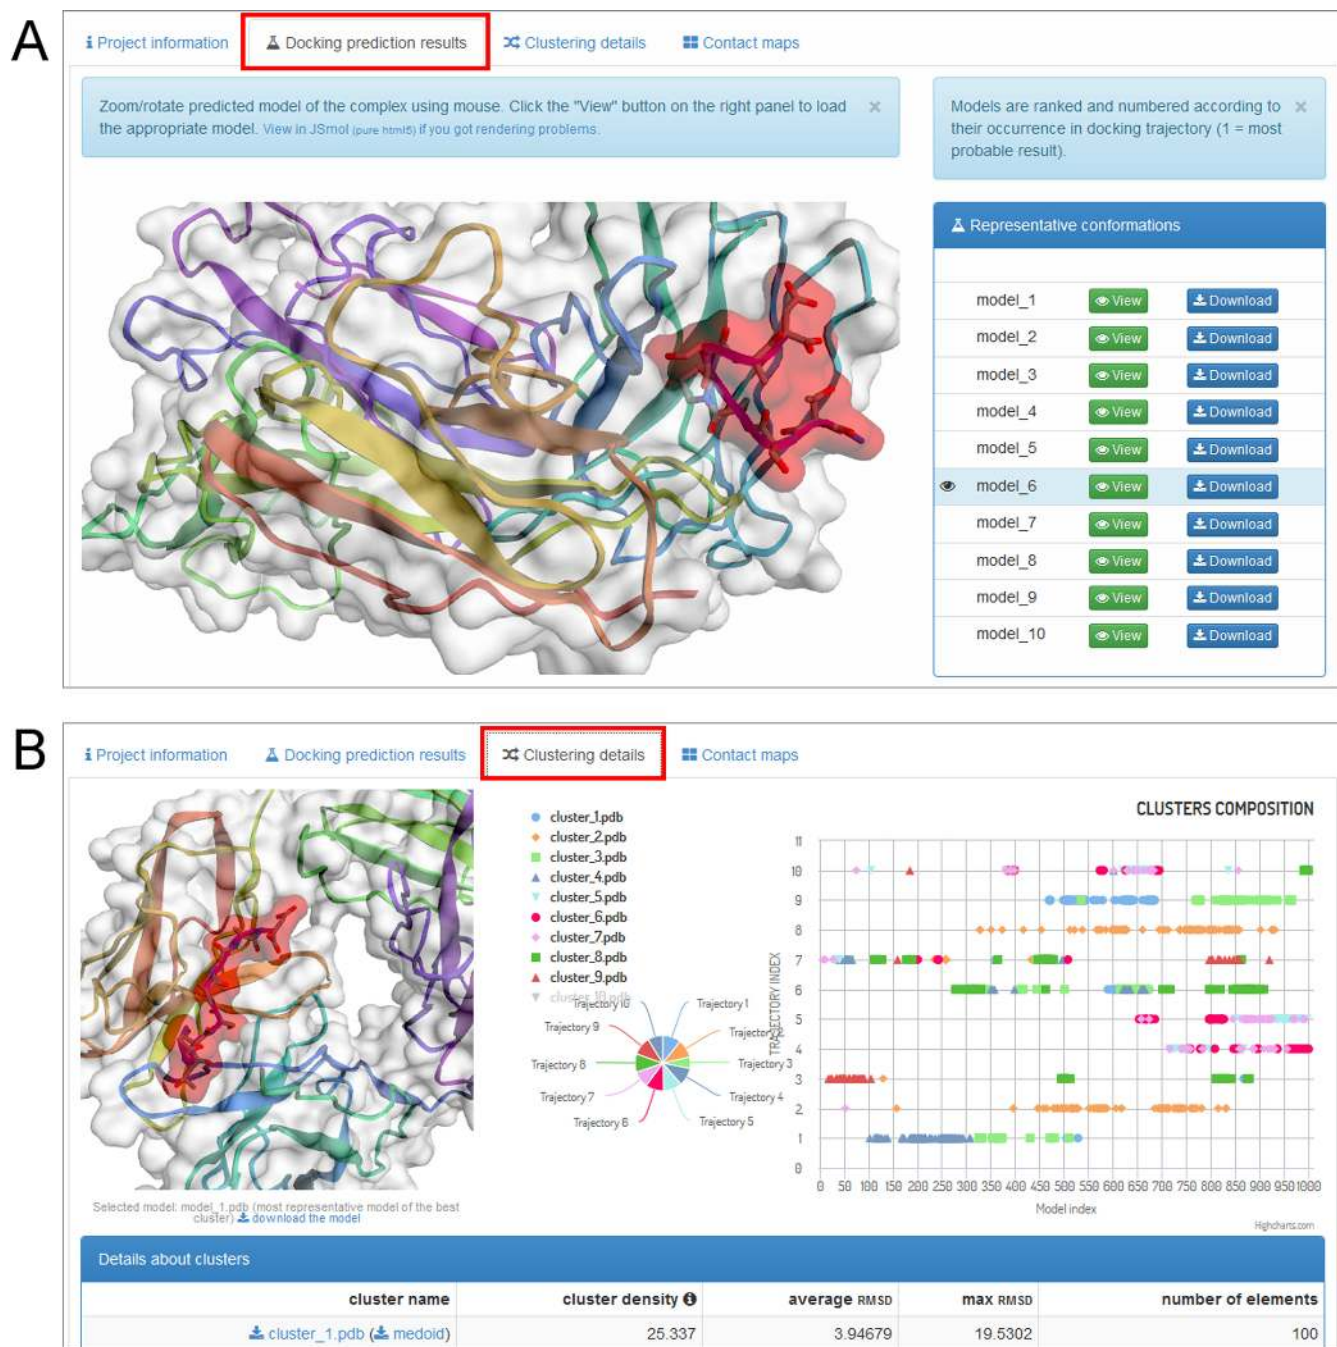 A
Project information Docking prediction results Clustering details Contact maps
Zoom/rotate predicted model of the complex using mouse. Click the "View" button on the right panel to load ×
the appropriate model. View in JSmol (pure html5) if you got rendering problems.
Models are ranked and numbered according to ×
their occurrence in docking trajectory (1 = most
probable result).
Representative conformations
model_1 View Download
model_2 View Download
model_3 View Download
model_4 View Download
model_5 View Download
model_6 View Download
model_7 View Download
model_8 View Download
model_9 View Download
model_10 View Download
B
Project information Docking prediction results Clustering details Contact maps
Selected model: model_1.pdb (most representative model of the best
cluster) download the model
cluster_1.pdb
cluster_2.pdb
cluster_3.pdb
cluster_4.pdb
cluster_5.pdb
cluster_6.pdb
cluster_7.pdb
cluster_8.pdb
cluster_9.pdb
cluster_10.pdb
Trajectory 10 Trajectory 1
Trajectory 9 Trajectory 2
Trajectory 8 Trajectory 3
Trajectory 7 Trajectory 4
Trajectory 6 Trajectory 5
CLUSTERS COMPOSITION
TRAJECTORY INDEX
11
10
9
8
7
6
5
4
3
2
1
0
0 50 100 150 200 250 300 350 400 450 500 550 600 650 700 750 800 850 900 950 1000
Model index
Highcharts.com
Details about clusters
cluster name cluster density average RMSD max RMSD number of elements
cluster_1.pdb (medoid) 25.337 3.94679 19.5302 100